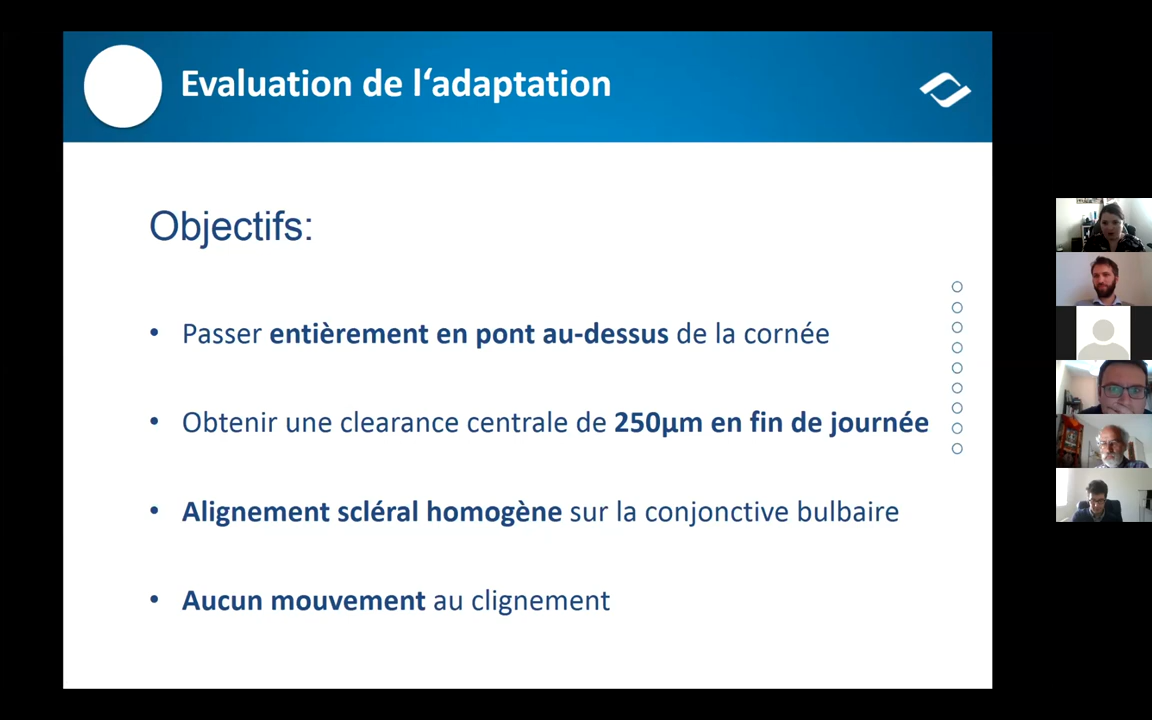 Evaluation de l‘adaptation
Objectifs:
• Passer entièrement en pont au-dessus de la cornée
• Obtenir une clearance centrale de 250µm en fin de journée
• Alignement scléral homogène sur la conjonctive bulbaire
• Aucun mouvement au clignement